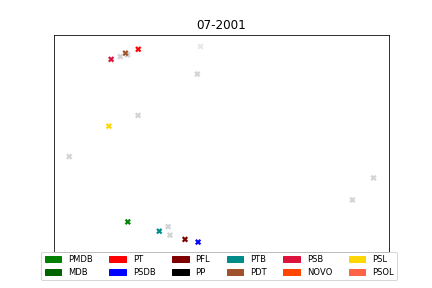 07-2001
PMDB PT PFL PTB PSB PSL
MDB PSDB PP PDT NOVO PSOL